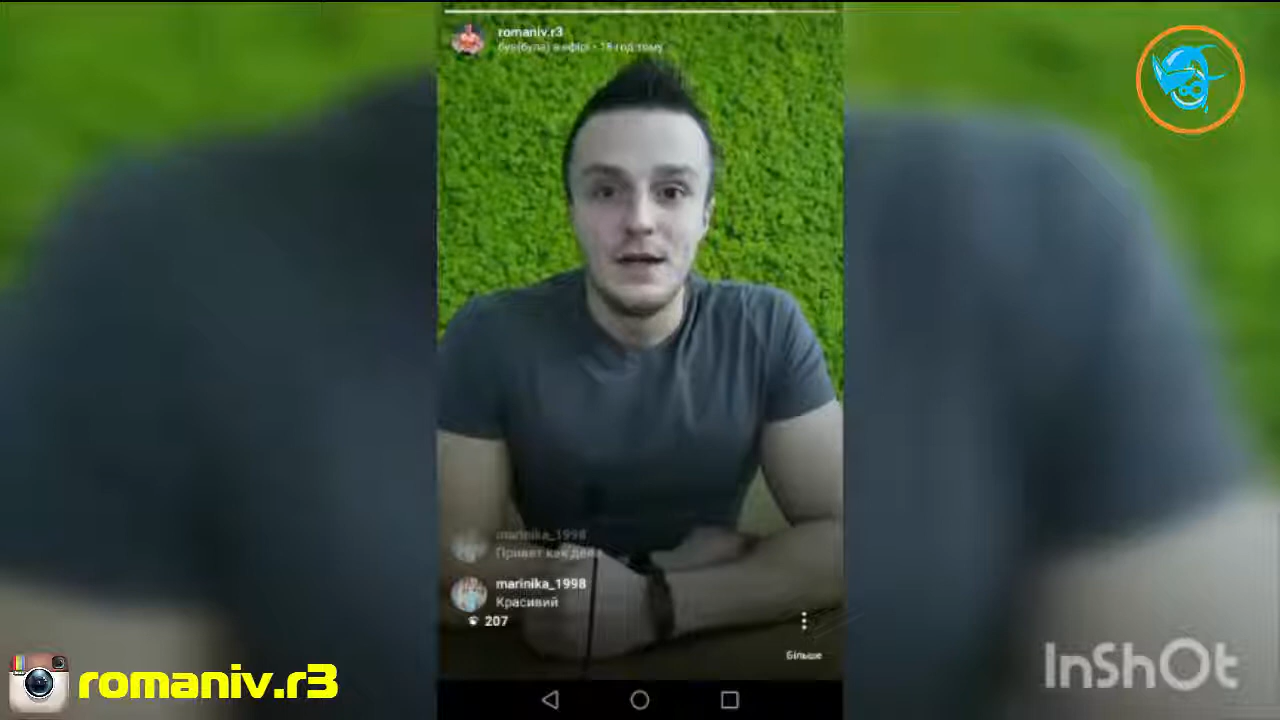 romaniv.r3
був(була) в ефірі • 18 год тому
marinika_1998
Привет как дела
marinika_1998
Красивий
207
Більше
romaniv.r3
InShOt